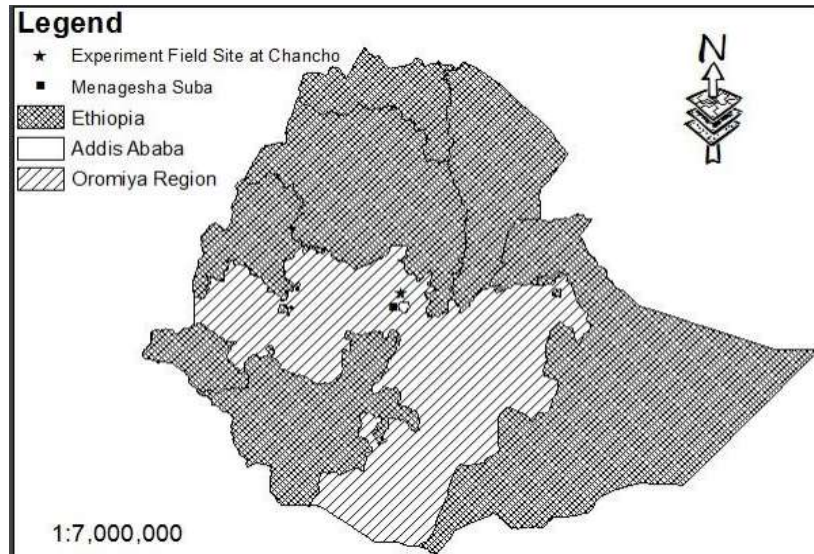 Legend
Experiment Field Site at Chancho
Menagesha Suba
Ethiopia
Addis Ababa
Oromiya Region
N
1:7,000,000